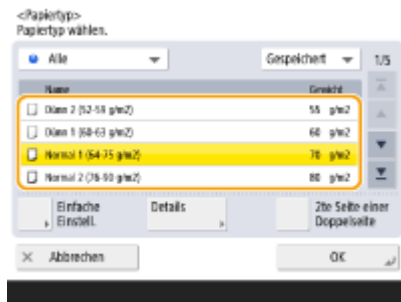 <Papiertyp>
Papiertyp wählen.
Alle
Gespeichert
1/5
Name
Gewicht
Dünn 2 (52-59 g/m2)
55 g/m2
Dünn 1 (60-63 g/m2)
60 g/m2
Normal 1 (64-75 g/m2)
70 g/m2
Normal 2 (76-90 g/m2)
80 g/m2
Einfache
Einstell.
Details
2te Seite einer
Doppelseite
Abbrechen
OK